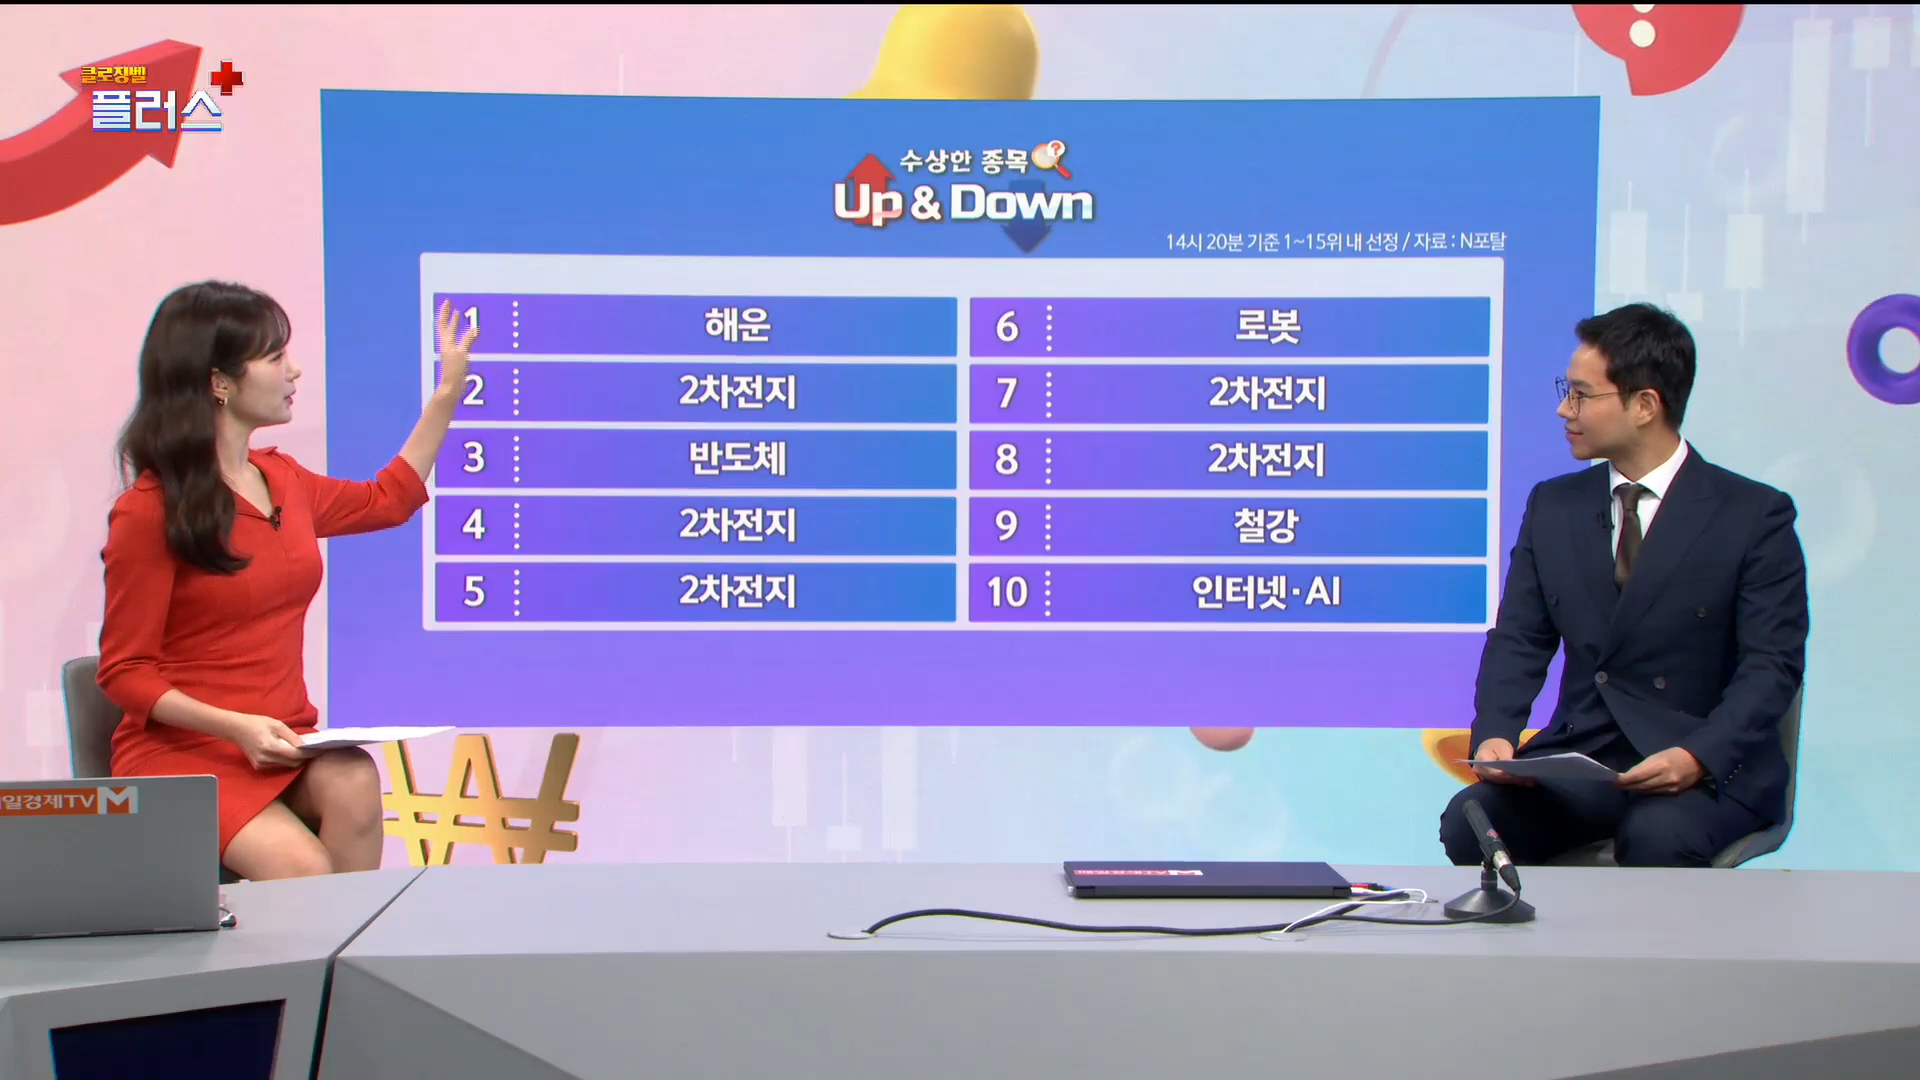 클로징벨
플러스
수상한 종목
Up & Down
14시 20분 기준 1~15위 내 선정 / 자료 : N포탈
1 해운
2 2차전지
3 반도체
4 2차전지
5 2차전지
6 로봇
7 2차전지
8 2차전지
9 철강
10 인터넷·AI
일경제TV M